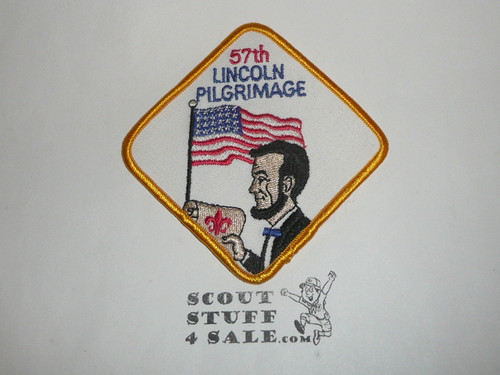 57th
LINCOLN
PILGRIMAGE
SCOUT
STUFF
4 SALE.com